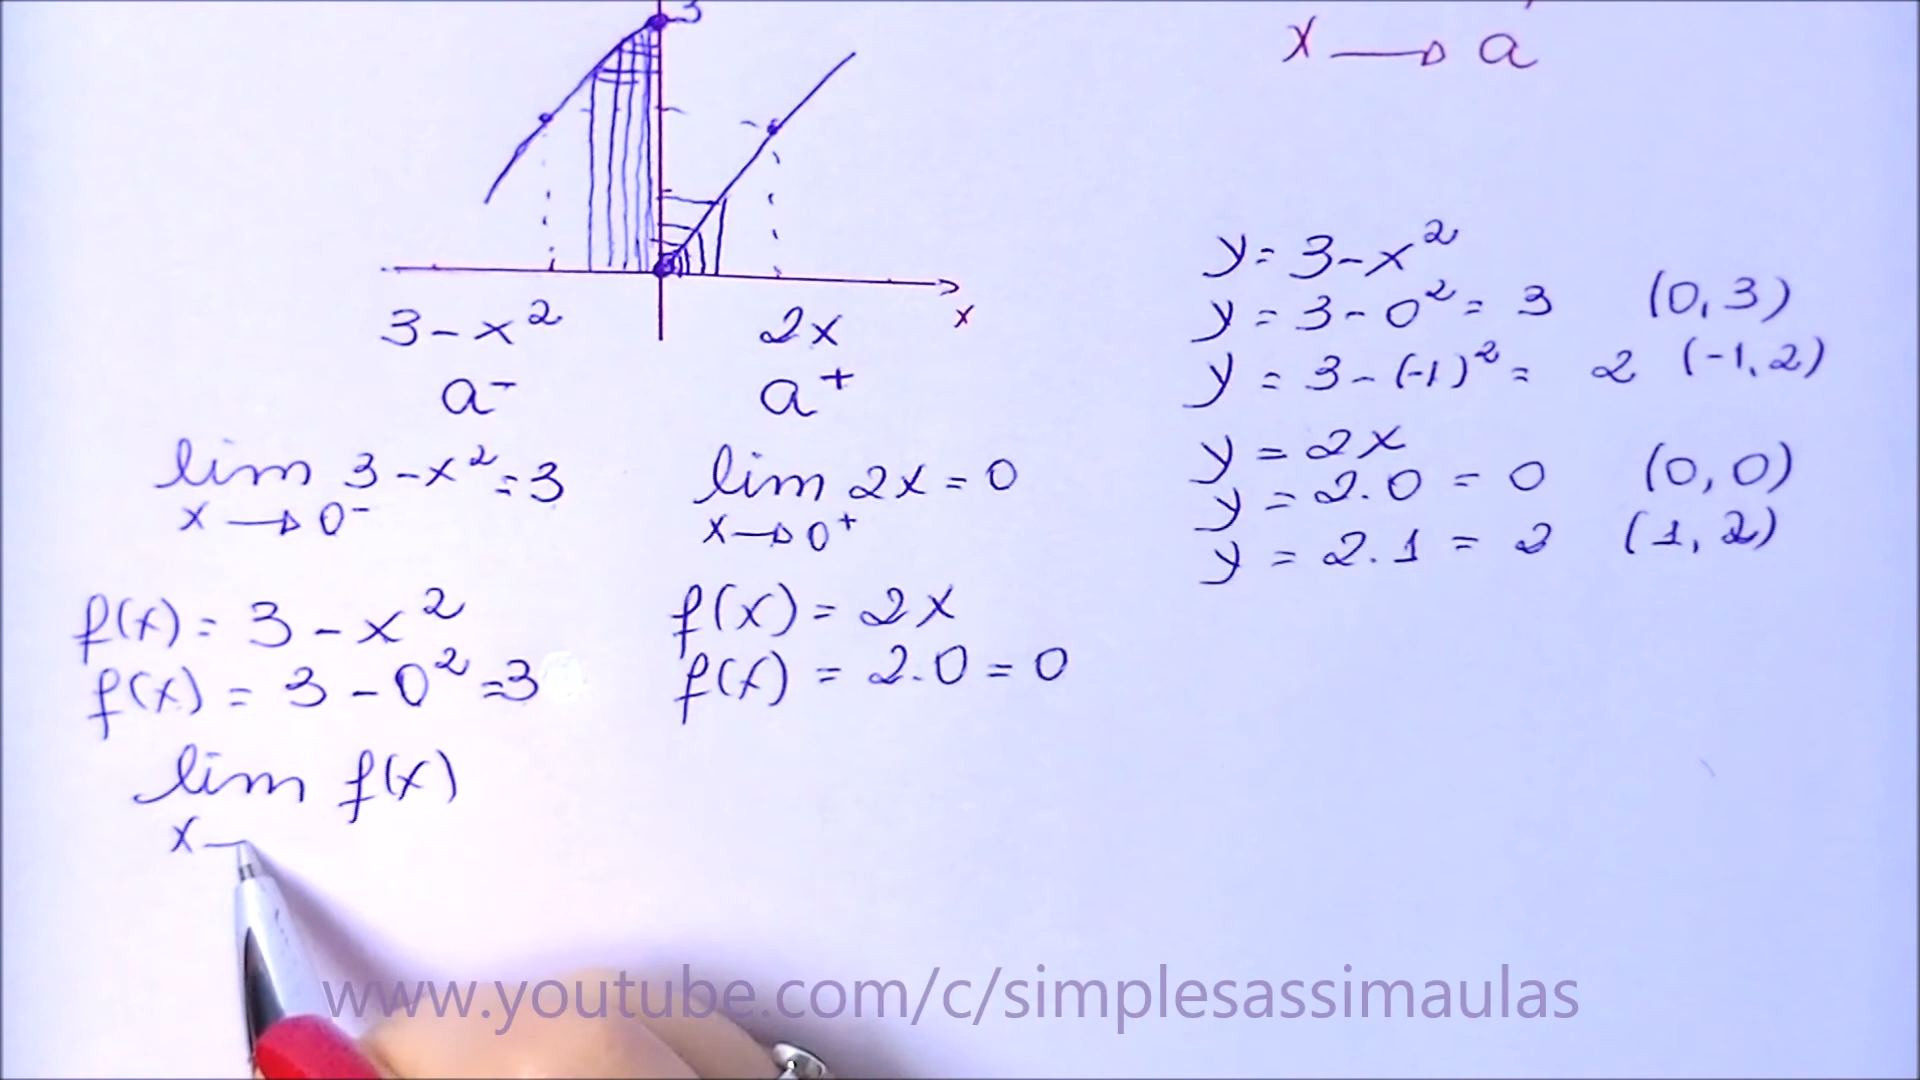 3
x → a
x
3 - x² 2x
a⁻ a⁺
lim 3 - x² = 3
x → 0⁻
lim 2x = 0
x → 0⁺
f(x) = 3 - x²
f(x) = 3 - 0² = 3
f(x) = 2x
f(x) = 2.0 = 0
lim f(x)
x –
y = 3 - x²
y = 3 - 0² = 3 (0, 3)
y = 3 - (-1)² = 2 (-1, 2)
y = 2x
y = 2.0 = 0 (0, 0)
y = 2.1 = 2 (1, 2)
www.youtube.com/c/simplesassimaulas